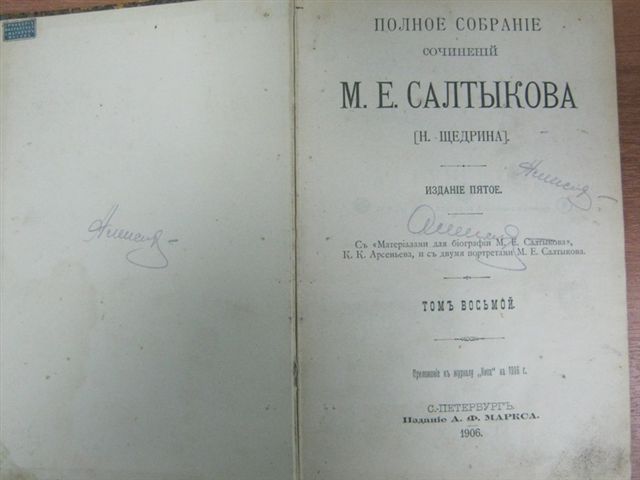 ПОЛНОЕ СОБРАНІЕ
СОЧИНЕНІЙ
М. Е. САЛТЫКОВА
[Н. ЩЕДРИНА].
ИЗДАНІЕ ПЯТОЕ.
Съ «Матеріалами для біографіи М. Е. Салтыкова»,
К. К. Арсеньева, и съ двумя портретами М. Е. Салтыкова.
ТОМЪ ВОСЬМОЙ.
Приложеніе къ журналу „Нива" на 1906 г.
С.-ПЕТЕРБУРГЪ.
Изданіе А. Ф. МАРКСА.
1906.